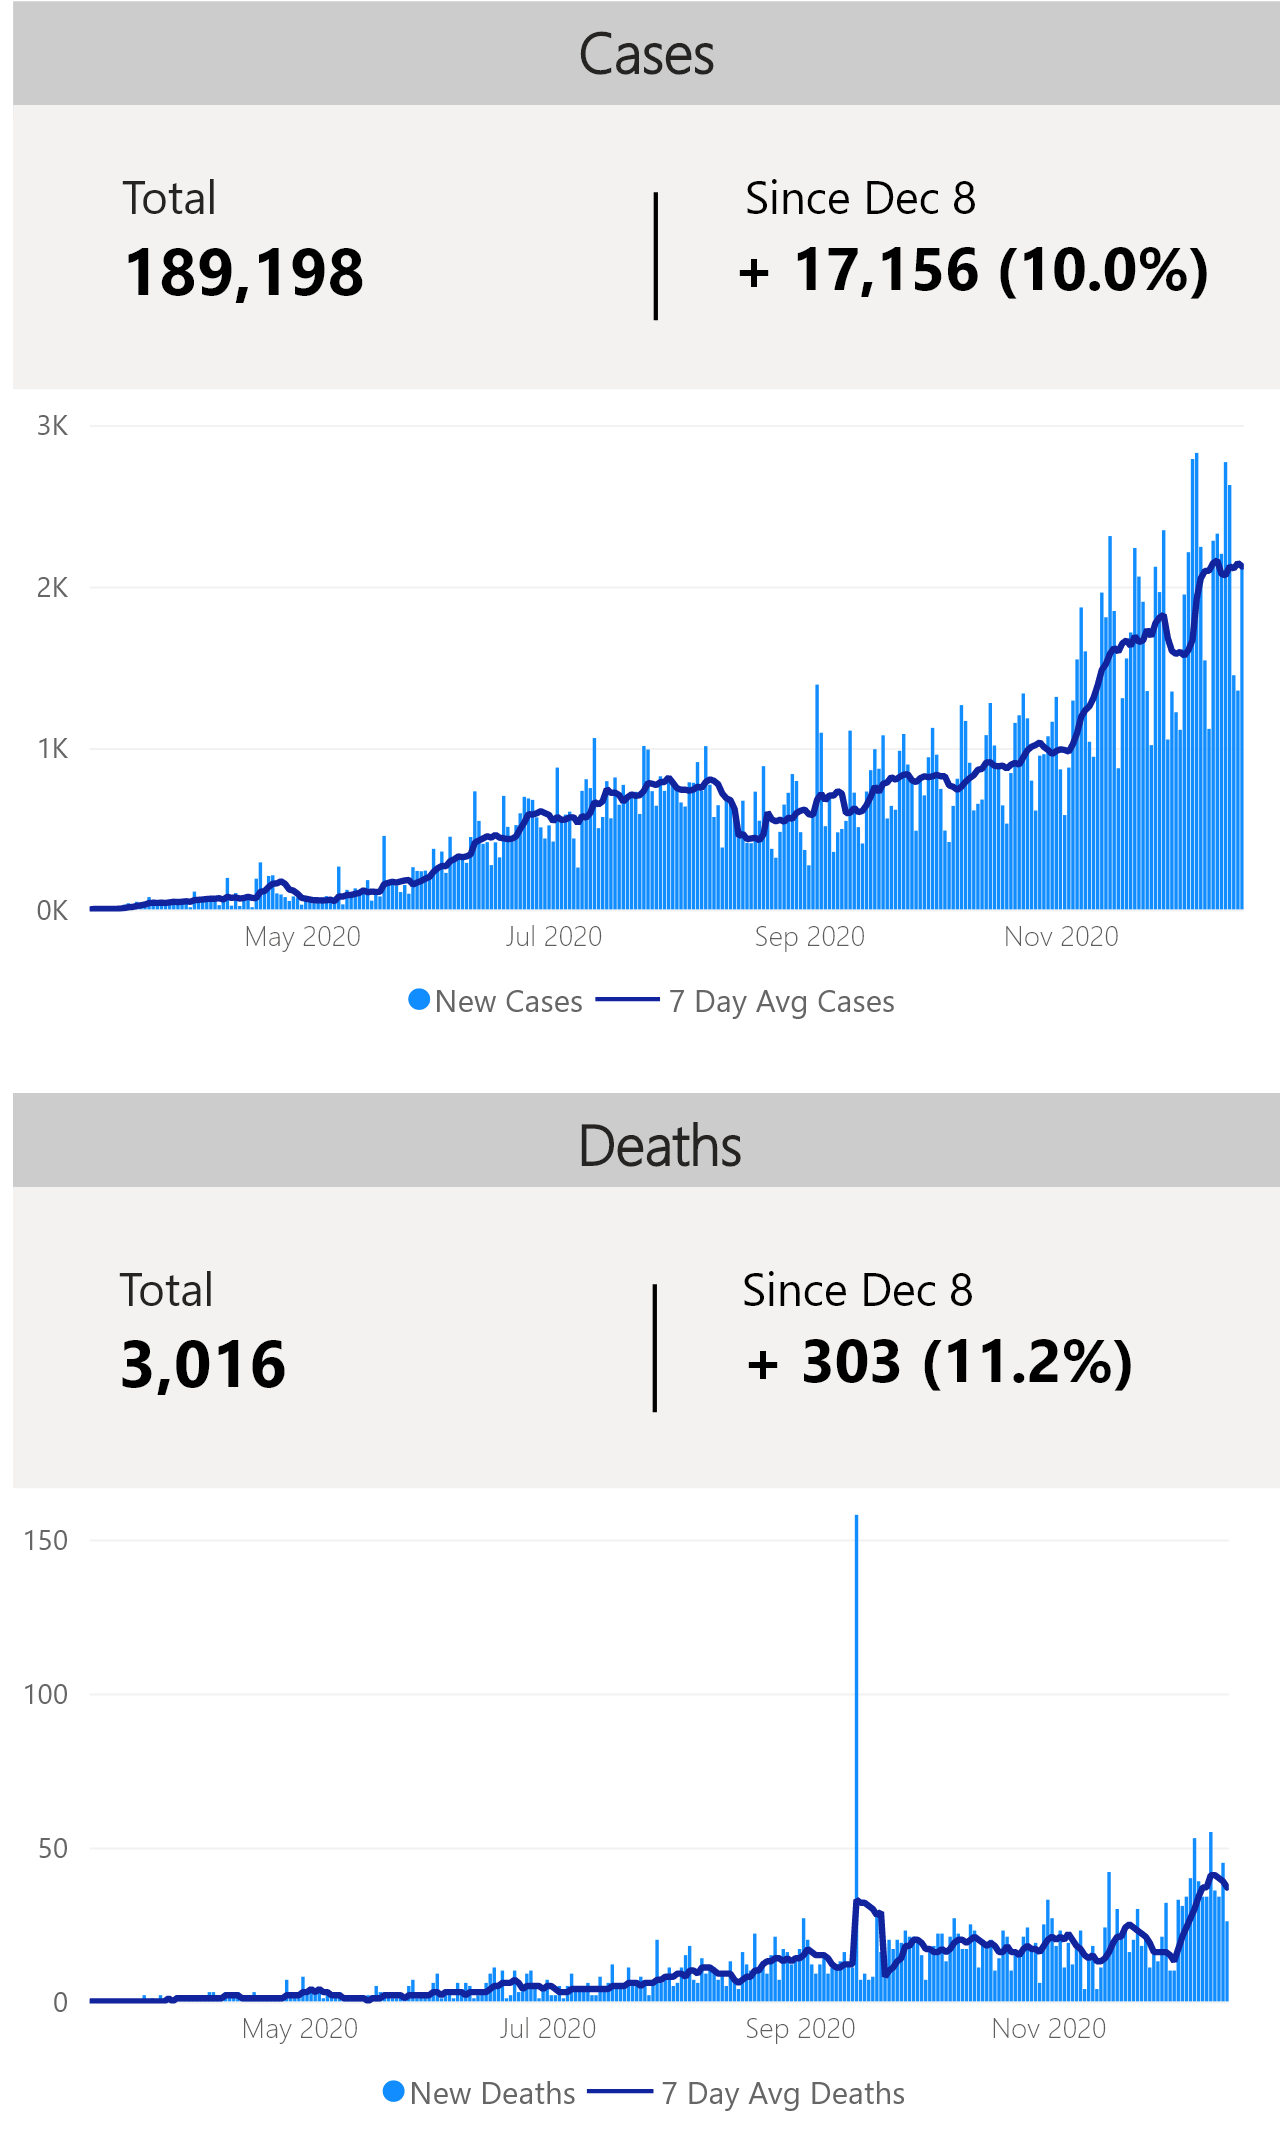 Cases
Total
Since Dec 8
189,198
+ 17,156 (10.0%)
3K
2K
1K
0K
May 2020
Jul 2020
Sep 2020
Nov 2020
New Cases
7 Day Avg Cases
Deaths
Total
Since Dec 8
3,016
+ 303 (11.2%)
150
100
50
0
May 2020
Jul 2020
Sep 2020
Nov 2020
New Deaths
7 Day Avg Deaths